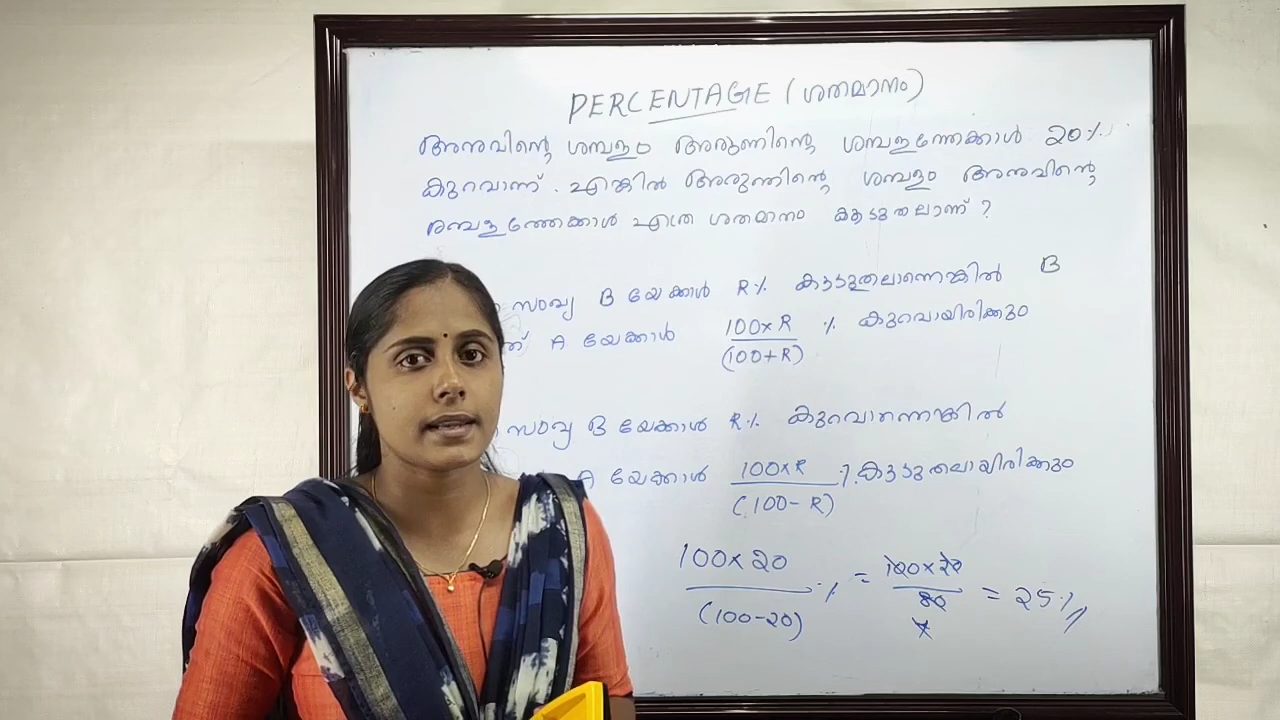 PERCENTAGE (ശതമാനം)
അനുവിന്റെ ശമ്പളം അരുണിന്റെ ശമ്പളത്തേക്കാൾ 20%
കുറവാണ്. എങ്കിൽ അരുണിന്റെ ശമ്പളം അനുവിന്റെ
ശമ്പളത്തേക്കാൾ എത്ര ശതമാനം കൂടുതലാണ് ?
സംഖ്യ B യേക്കാൾ R% കൂടുതലാണെങ്കിൽ B
A യേക്കാൾ 100×R / (100+R) % കുറവായിരിക്കും
സംഖ്യ B യേക്കാൾ R% കുറവാണെങ്കിൽ
A യേക്കാൾ 100×R / (100-R) % കൂടുതലായിരിക്കും
100×20 / (100-20) % = 100×20 / 80 = 25%